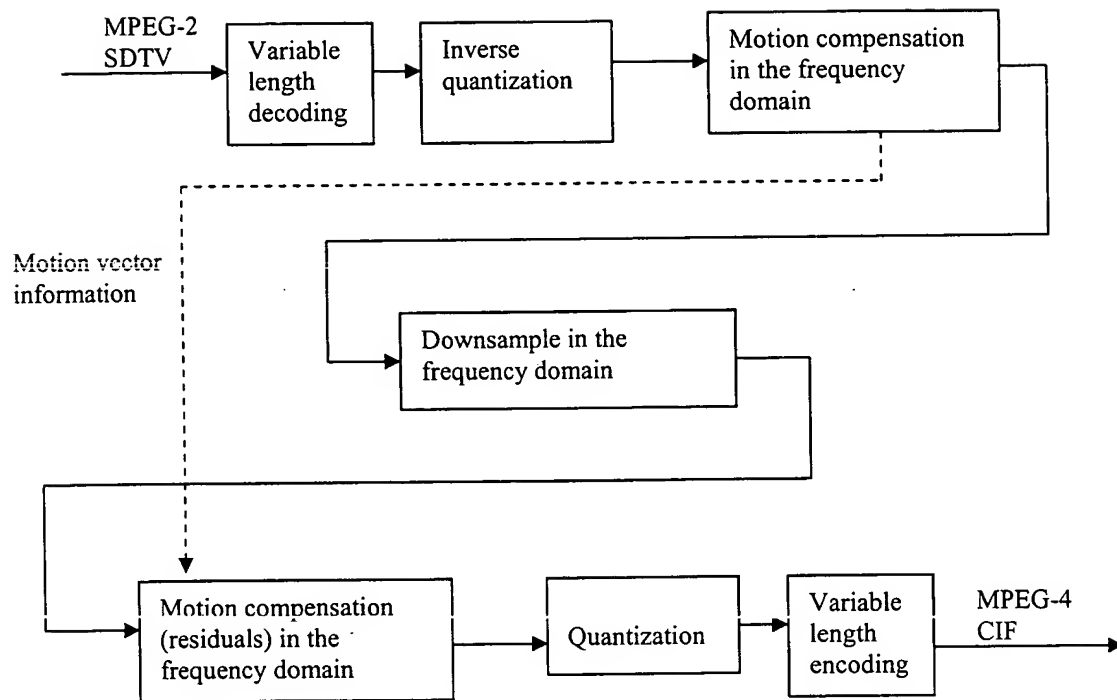 MPEG-2
SDTV
Variable
length
decoding
Inverse
quantization
Motion compensation
in the frequency
domain
Motion vector
information
Downsample in the
frequency domain
Motion compensation
(residuals) in the
frequency domain
Quantization
Variable
length
encoding
MPEG-4
CIF